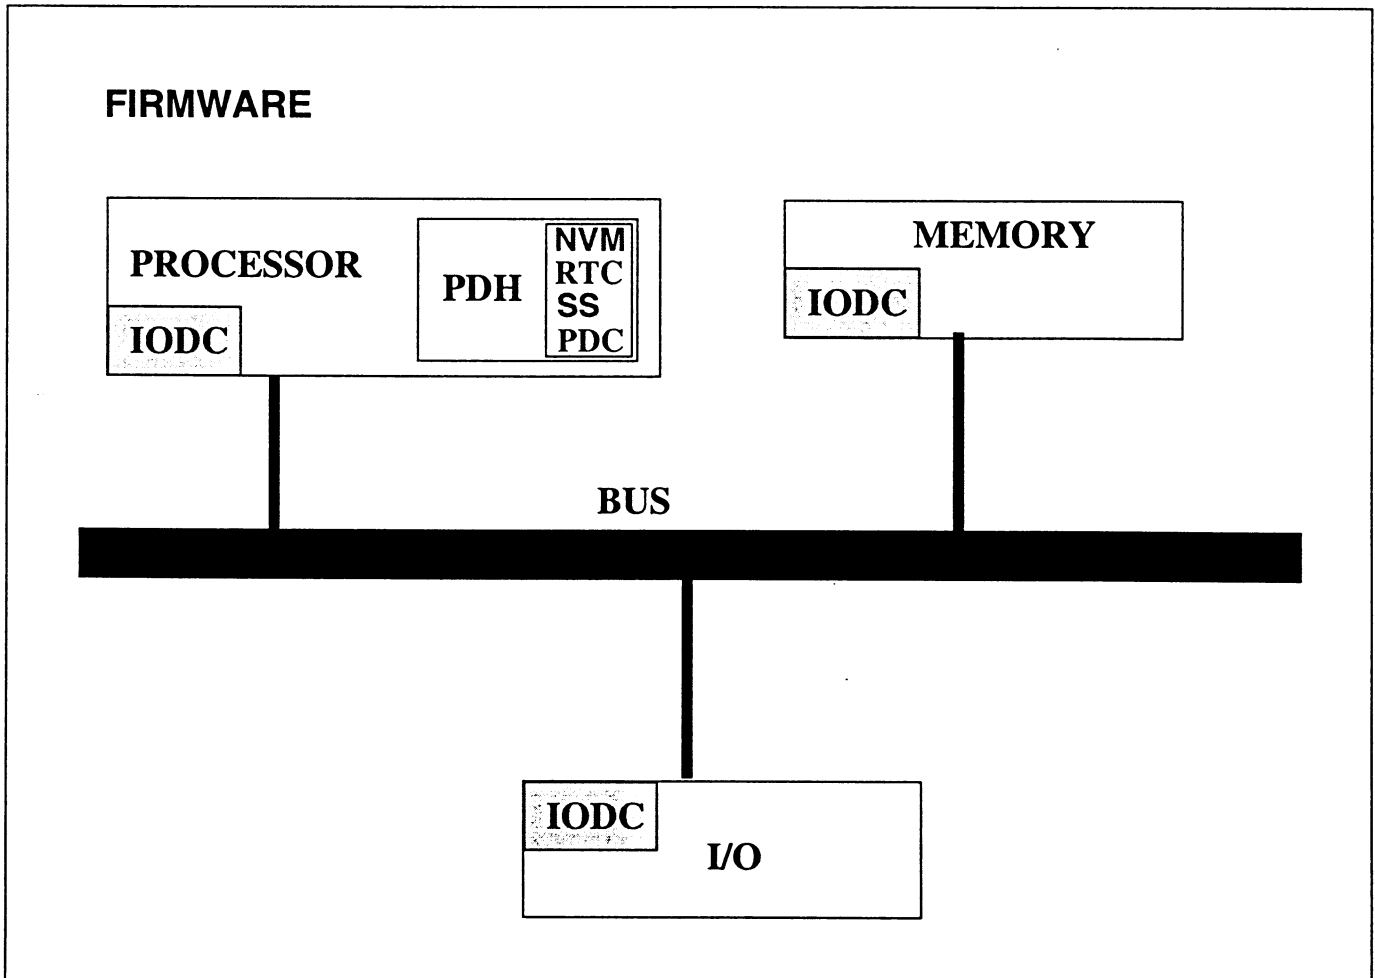 FIRMWARE
PROCESSOR
IODC
PDH
NVM
RTC
SS
PDC
MEMORY
IODC
BUS
IODC
I/O